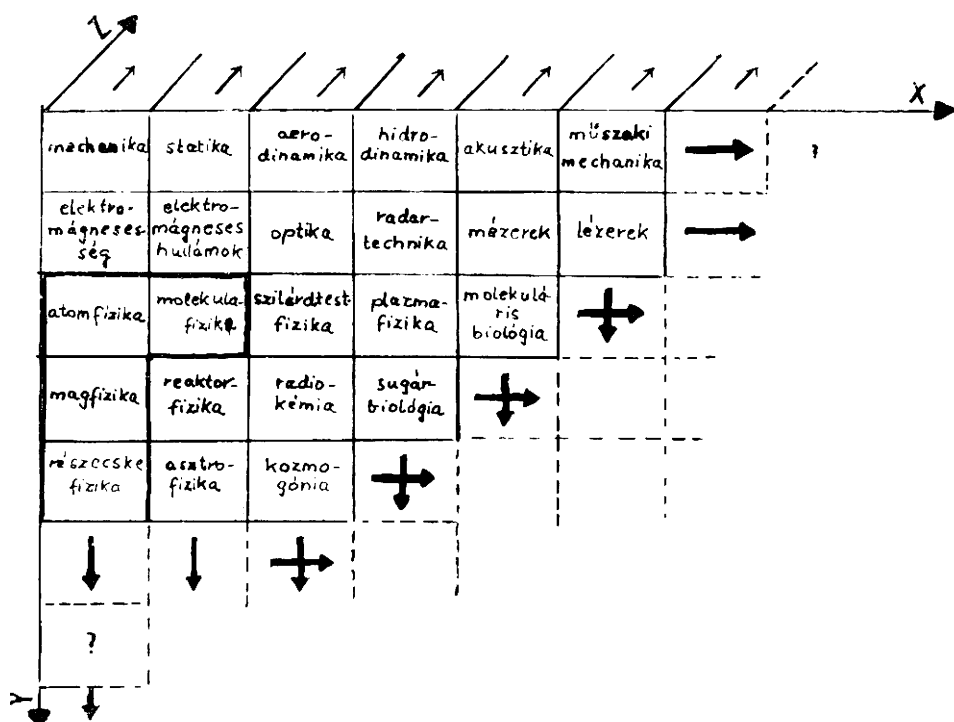 Z
X
mechanika
statika
aero-
dinamika
hidro-
dinamika
akusztika
műszaki
mechanika
?
elektro-
mágneses-
ség
elektro-
mágneses
hullámok
optika
radar-
technika
mézerek
lézerek
atomfizika
molekula-
fizika
szilárdtest
fizika
plazma-
fizika
molekulá
ris
biológia
magfizika
reaktor-
fizika
radio-
kémia
sugár-
biológia
részecske
fizika
asztro-
fizika
kozmo-
gónia
?
Y